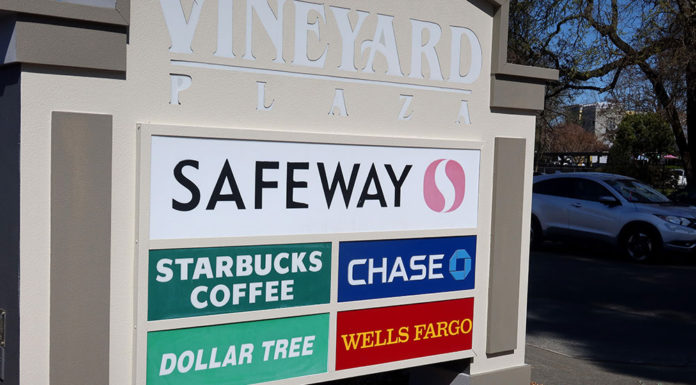 VINEYARD
PLAZA
SAFEWAY
STARBUCKS
COFFEE
CHASE
DOLLAR TREE
WELLS FARGO